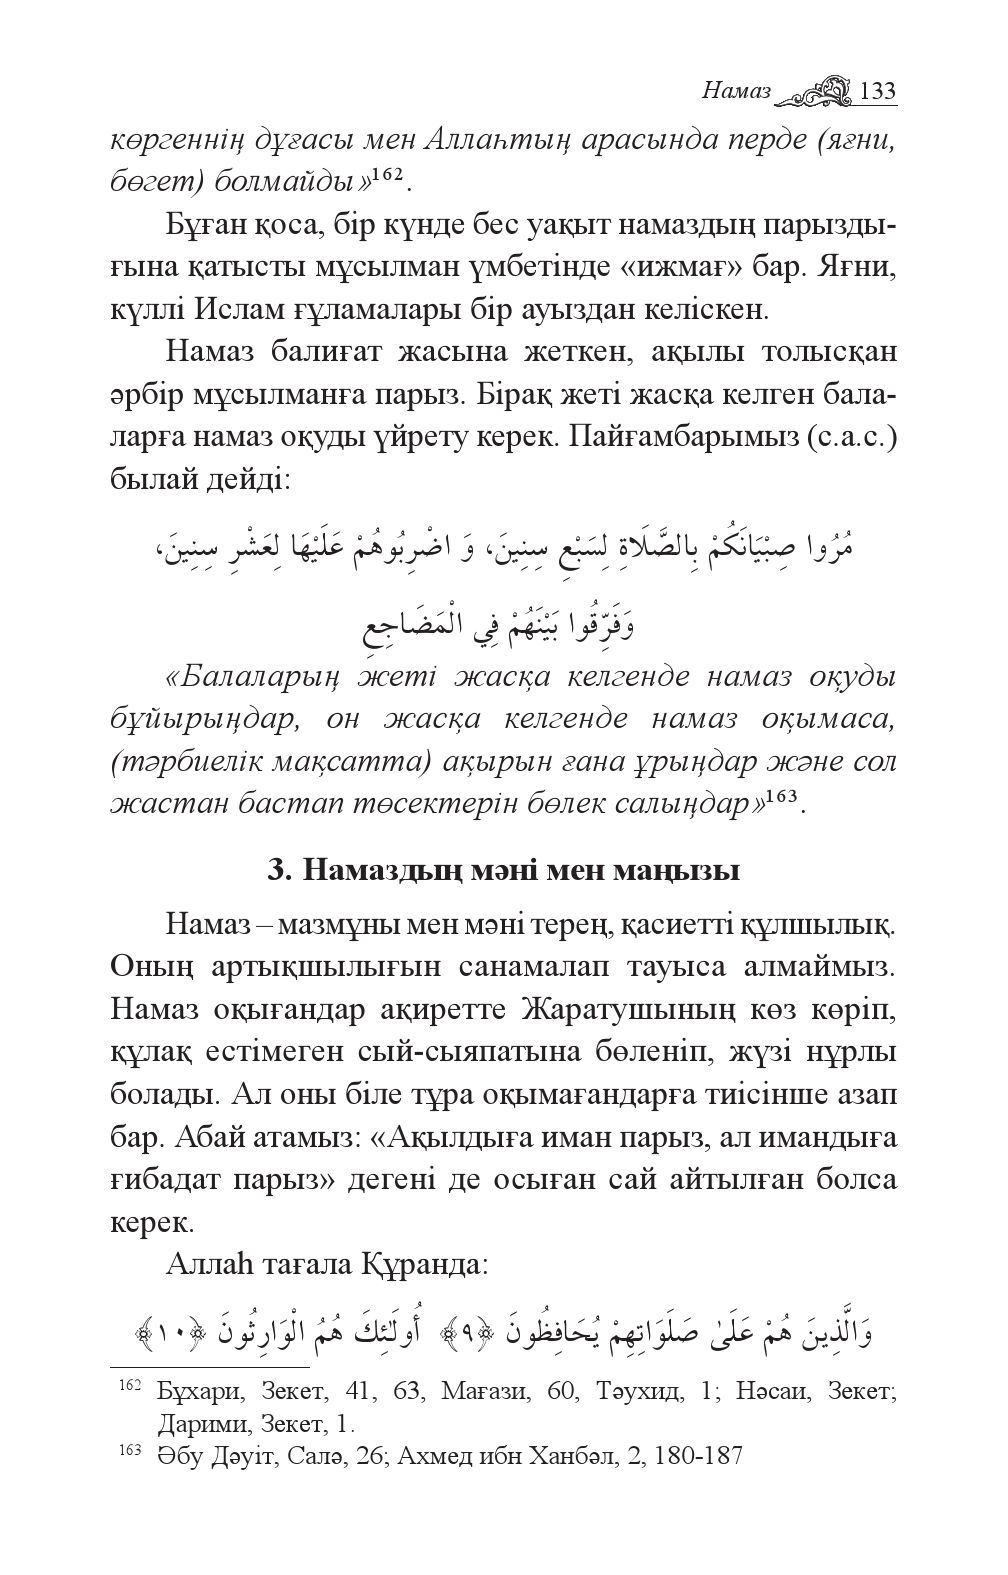 Намаз 133
көргеннің дұғасы мен Аллаһтың арасында перде (яғни,
бөгет) болмайды»¹⁶².
Бұған қоса, бір күнде бес уақыт намаздың парызды-
ғына қатысты мұсылман үмбетінде «ижмағ» бар. Яғни,
күллі Ислам ғұламалары бір ауыздан келіскен.
Намаз балиғат жасына жеткен, ақылы толысқан
әрбір мұсылманға парыз. Бірақ жеті жасқа келген бала-
ларға намаз оқуды үйрету керек. Пайғамбарымыз (с.а.с.)
былай дейді:
مُرُوا صِبْيَانَكُمْ بِالصَّلَاةِ لِسَبْعِ سِنِينَ، وَ اضْرِبُوهُمْ عَلَيْهَا لِعَشْرِ سِنِينَ،
وَفَرِّقُوا بَيْنَهُمْ فِي الْمَضَاجِعِ
«Балаларың жеті жасқа келгенде намаз оқуды
бұйырыңдар, он жасқа келгенде намаз оқымаса,
(тәрбиелік мақсатта) ақырын ғана ұрыңдар және сол
жастан бастап төсектерін бөлек салыңдар»¹⁶³.
3. Намаздың мәні мен маңызы
Намаз – мазмұны мен мәні терең, қасиетті құлшылық.
Оның артықшылығын санамалап тауыса алмаймыз.
Намаз оқығандар ақиретте Жаратушының көз көріп,
құлақ естімеген сый-сыяпатына бөленіп, жүзі нұрлы
болады. Ал оны біле тұра оқымағандарға тиісінше азап
бар. Абай атамыз: «Ақылдыға иман парыз, ал имандыға
ғибадат парыз» дегені де осыған сай айтылған болса
керек.
Аллаһ тағала Құранда:
وَالَّذِينَ هُمْ عَلَىٰ صَلَوَاتِهِمْ يُحَافِظُونَ ﴿٩﴾ أُولَٰئِكَ هُمُ الْوَارِثُونَ ﴿١٠﴾
162 Бұхари, Зекет, 41, 63, Мағази, 60, Тәухид, 1; Нәсаи, Зекет;
Дарими, Зекет, 1.
163 Әбу Дәуіт, Салә, 26; Ахмед ибн Ханбәл, 2, 180-187